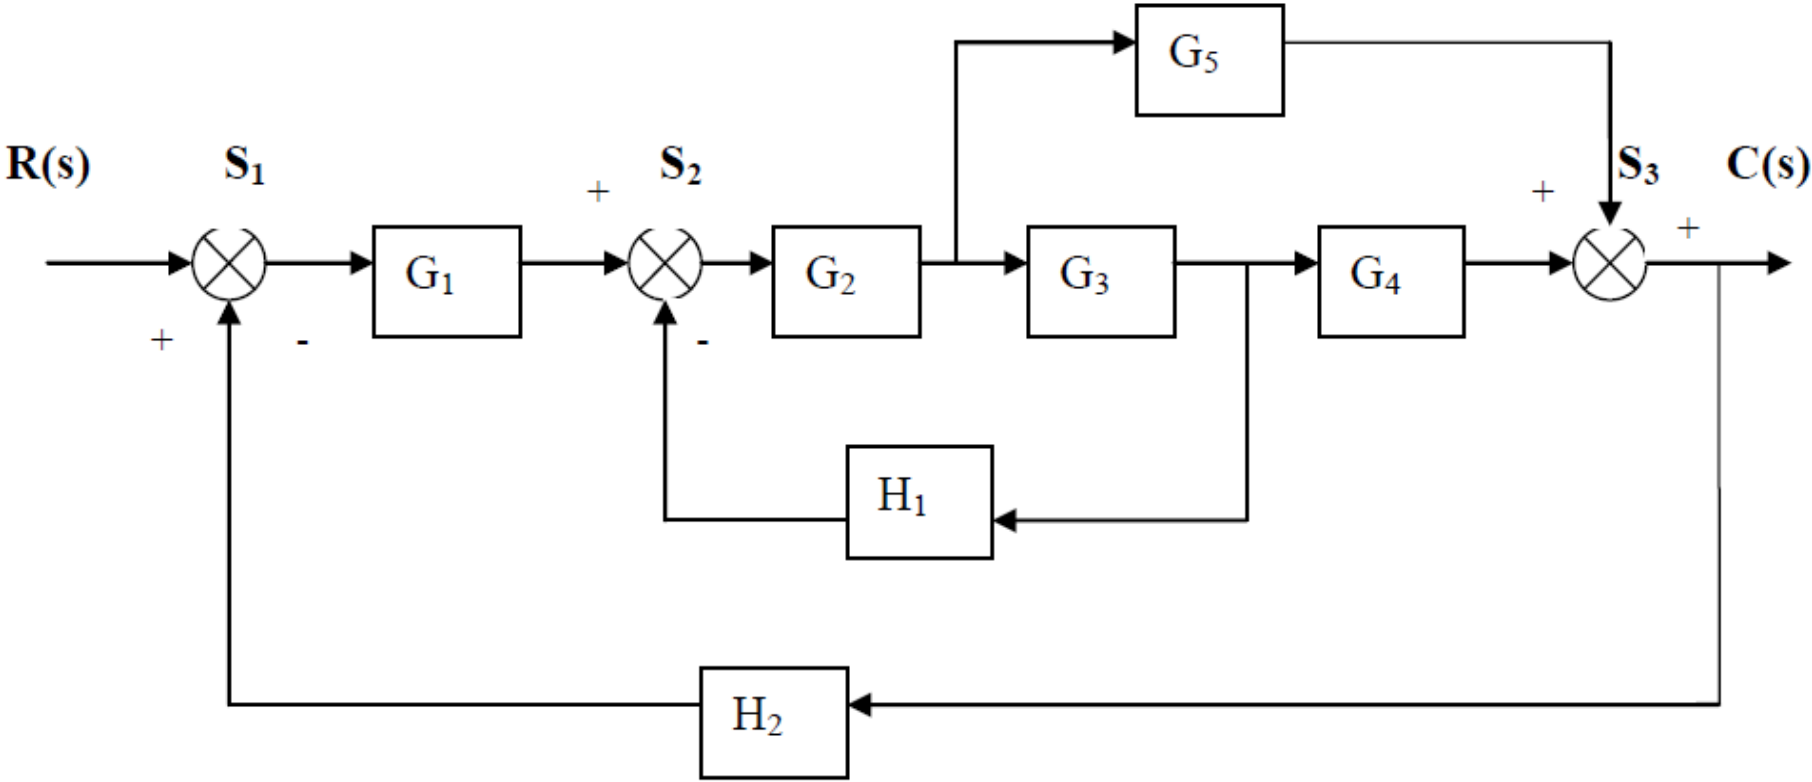 G₅
R(s) S₁ + S₂ + S₃ C(s)
+
G₁ G₂ G₃ G₄
+ - -
H₁
H₂